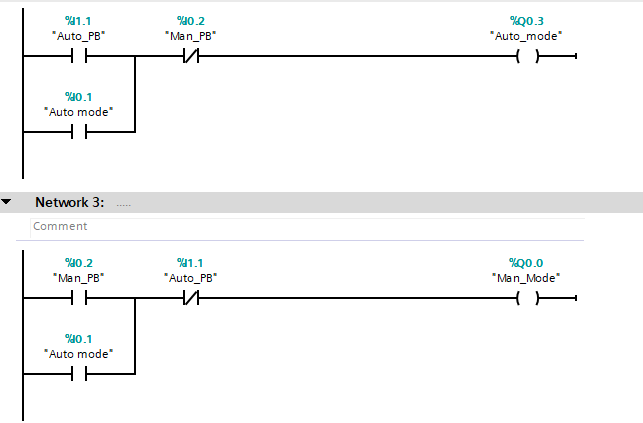 %I1.1 %I0.2 %Q0.3
"Auto_PB" "Man_PB" "Auto_mode"
%I0.1
"Auto mode"
Network 3: .....
Comment
%I0.2 %I1.1 %Q0.0
"Man_PB" "Auto_PB" "Man_Mode"
%I0.1
"Auto mode"